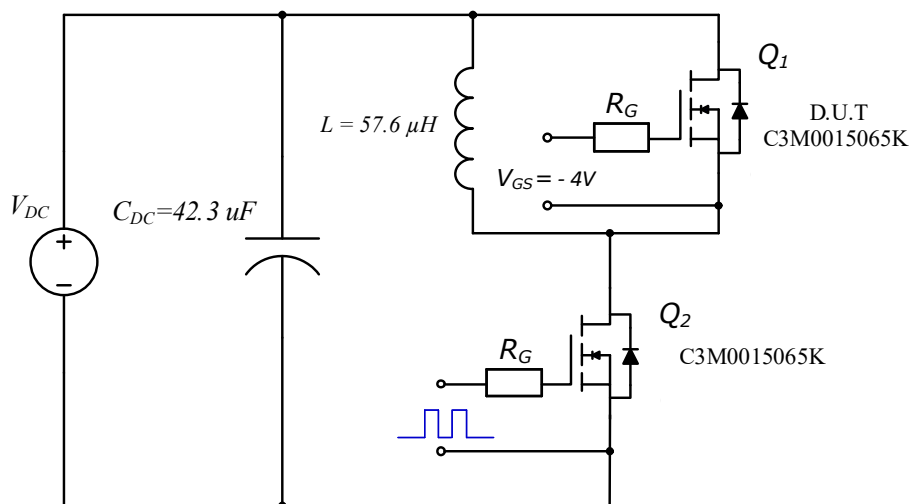 Q1
D.U.T
C3M0015065K
RG
L = 57.6 µH
VGS = - 4V
VDC
CDC=42.3 uF
+
−
Q2
C3M0015065K
RG